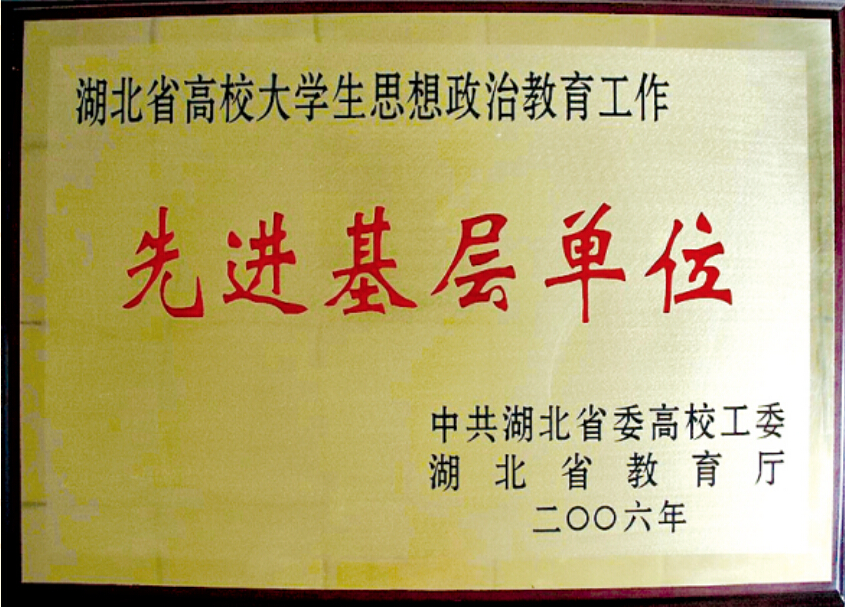 湖北省高校大学生思想政治教育工作
先进基层单位
中共湖北省委高校工委
湖北省教育厅
二〇〇六年